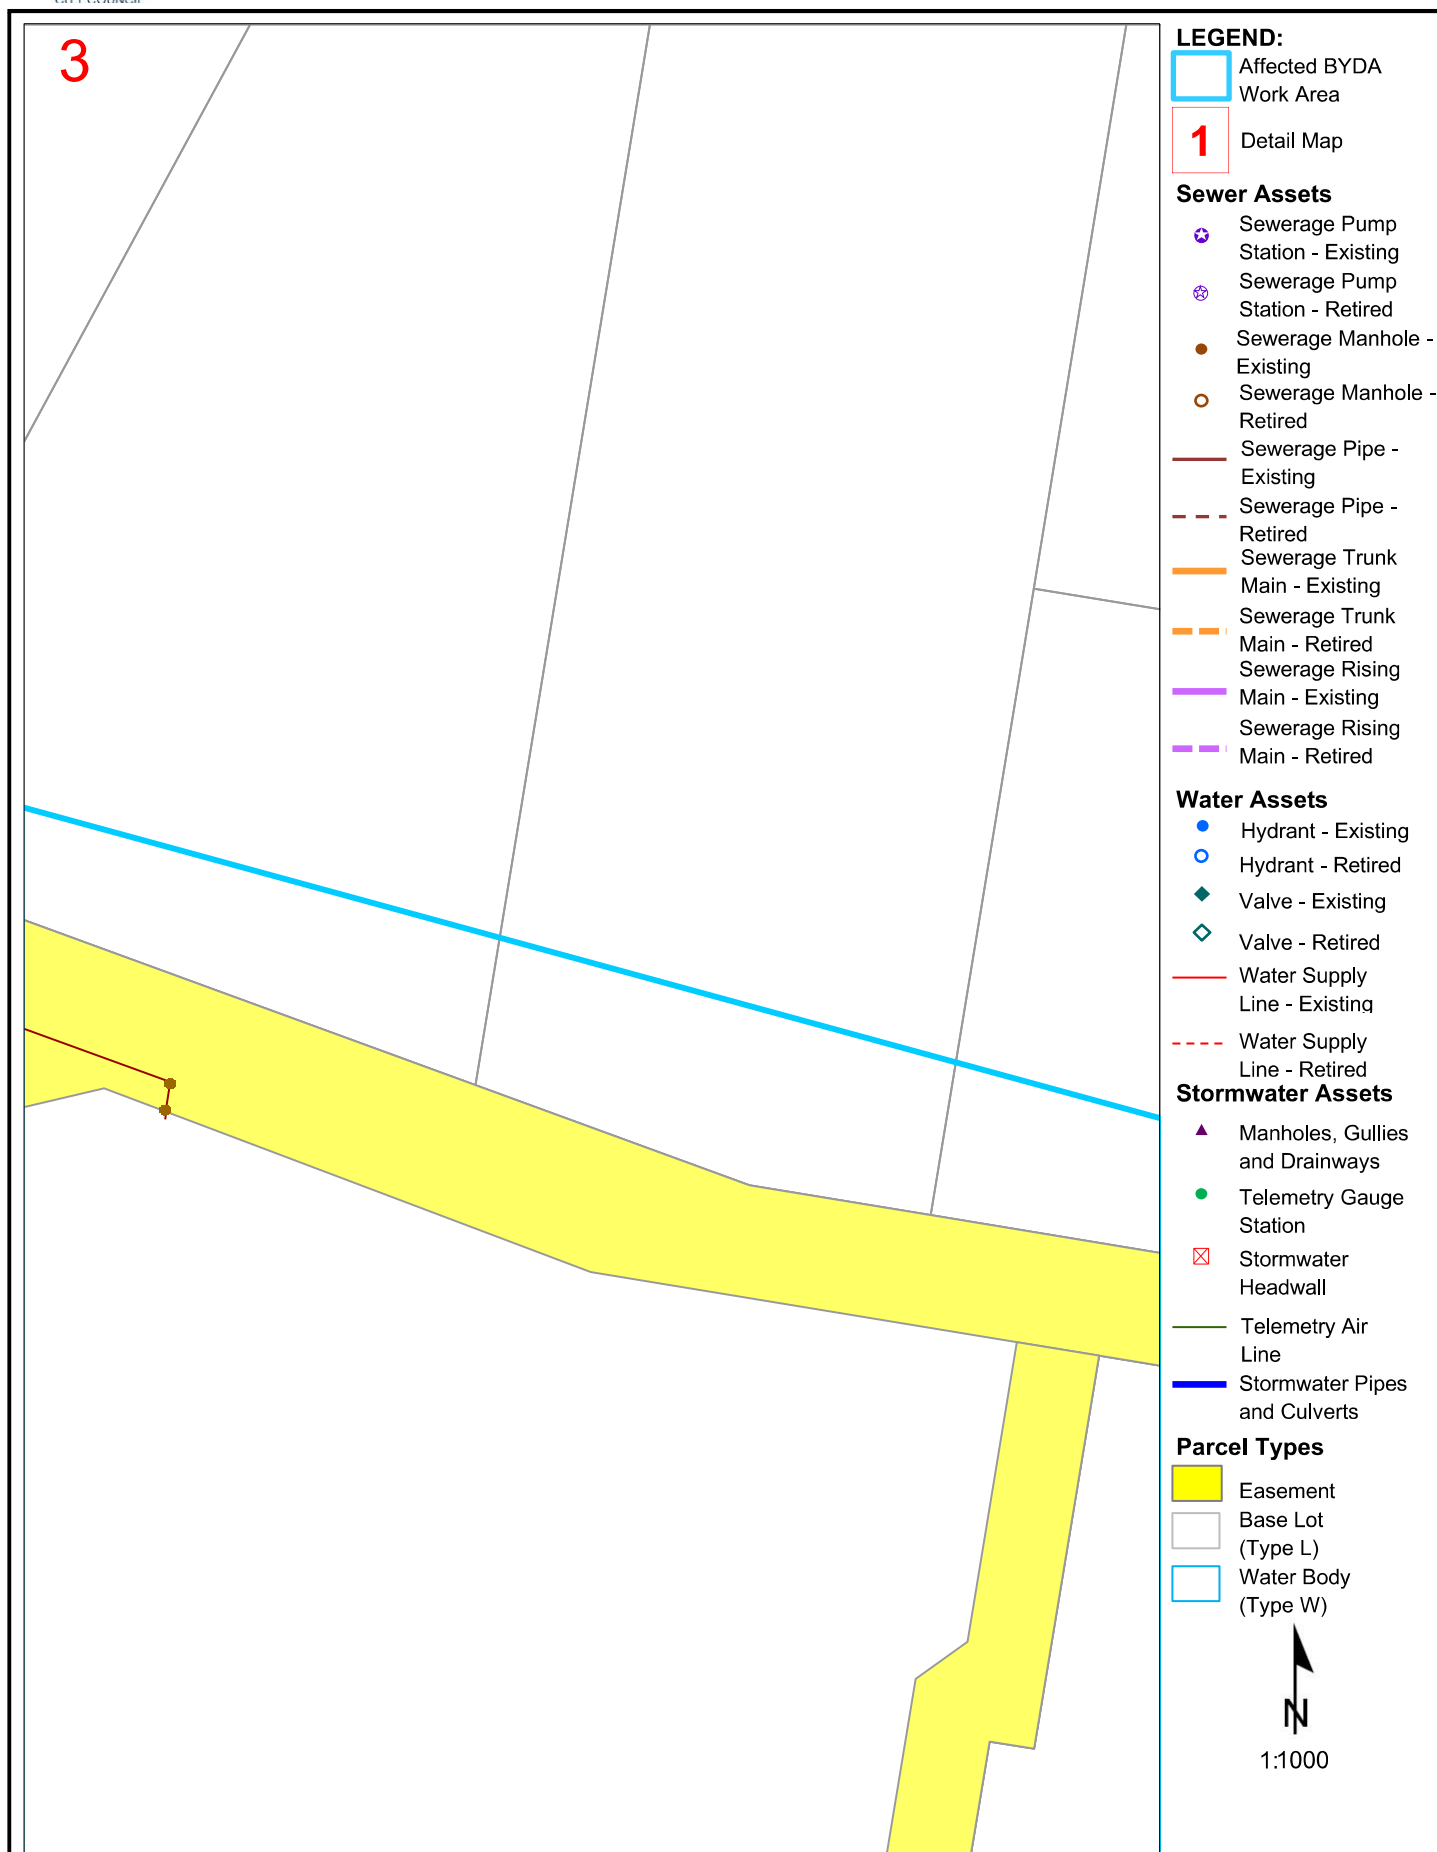 CITY COUNCIL
3
LEGEND:
Affected BYDA
Work Area
1
Detail Map
Sewer Assets
Sewerage Pump
Station - Existing
Sewerage Pump
Station - Retired
Sewerage Manhole -
Existing
Sewerage Manhole -
Retired
Sewerage Pipe -
Existing
Sewerage Pipe -
Retired
Sewerage Trunk
Main - Existing
Sewerage Trunk
Main - Retired
Sewerage Rising
Main - Existing
Sewerage Rising
Main - Retired
Water Assets
Hydrant - Existing
Hydrant - Retired
Valve - Existing
Valve - Retired
Water Supply
Line - Existing
Water Supply
Line - Retired
Stormwater Assets
Manholes, Gullies
and Drainways
Telemetry Gauge
Station
Stormwater
Headwall
Telemetry Air
Line
Stormwater Pipes
and Culverts
Parcel Types
Easement
Base Lot
(Type L)
Water Body
(Type W)
N
1:1000